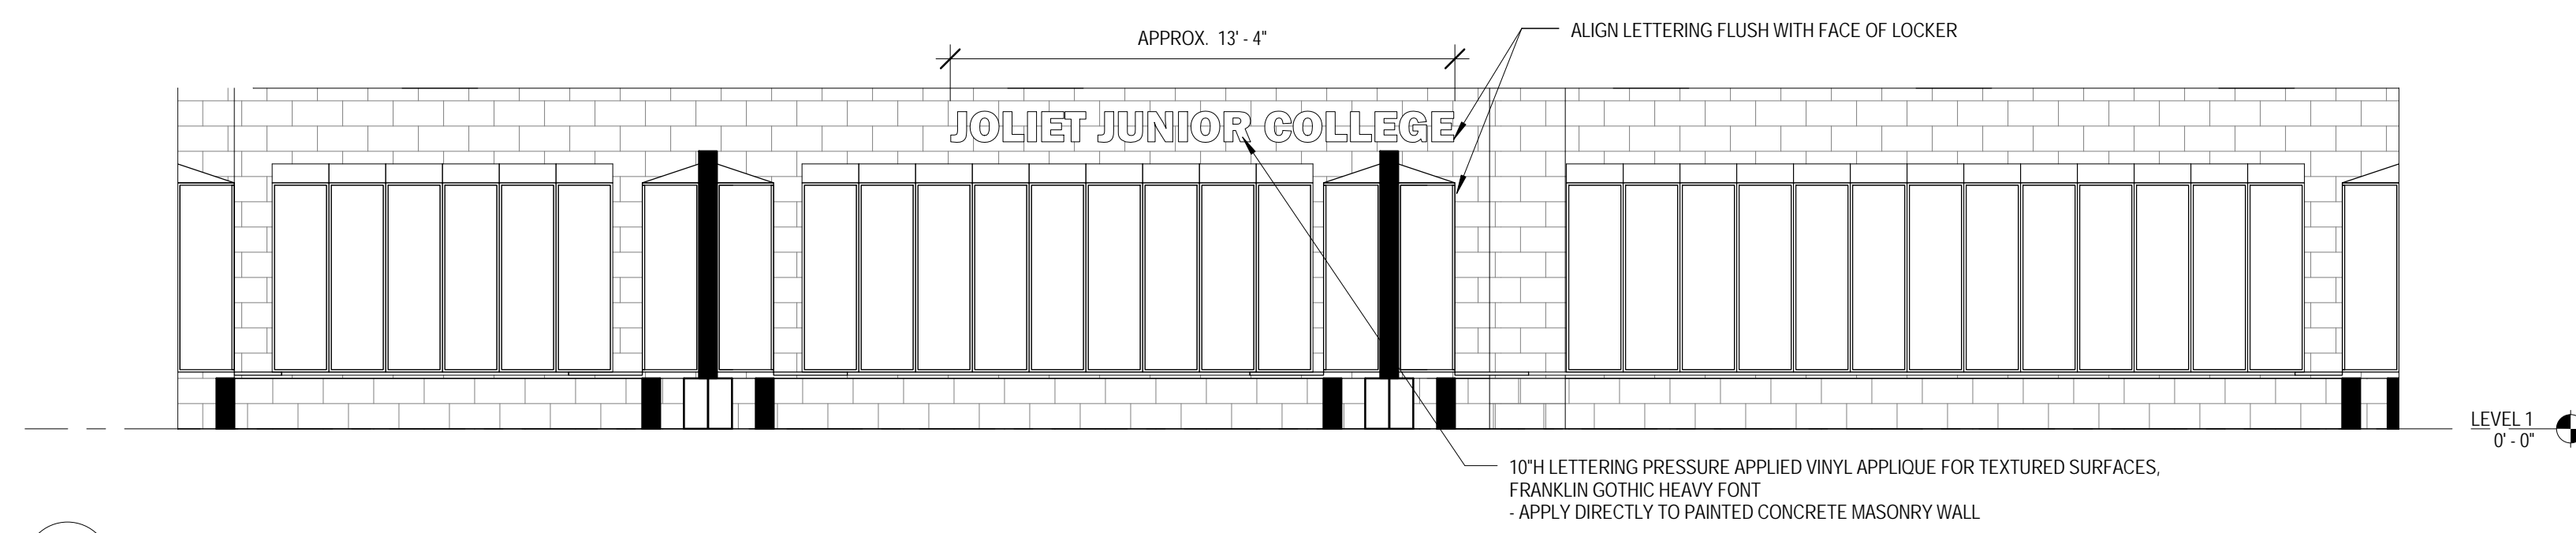 APPROX. 13' - 4"
ALIGN LETTERING FLUSH WITH FACE OF LOCKER
JOLIET JUNIOR COLLEGE
LEVEL 1
0' - 0"
10"H LETTERING PRESSURE APPLIED VINYL APPLIQUE FOR TEXTURED SURFACES,
FRANKLIN GOTHIC HEAVY FONT
- APPLY DIRECTLY TO PAINTED CONCRETE MASONRY WALL